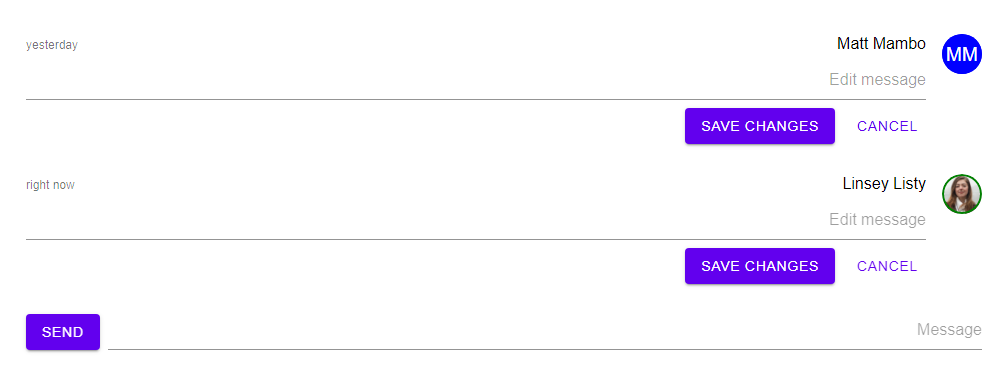 yesterday Matt Mambo MM
Edit message
SAVE CHANGES CANCEL
right now Linsey Listy
Edit message
SAVE CHANGES CANCEL
SEND Message